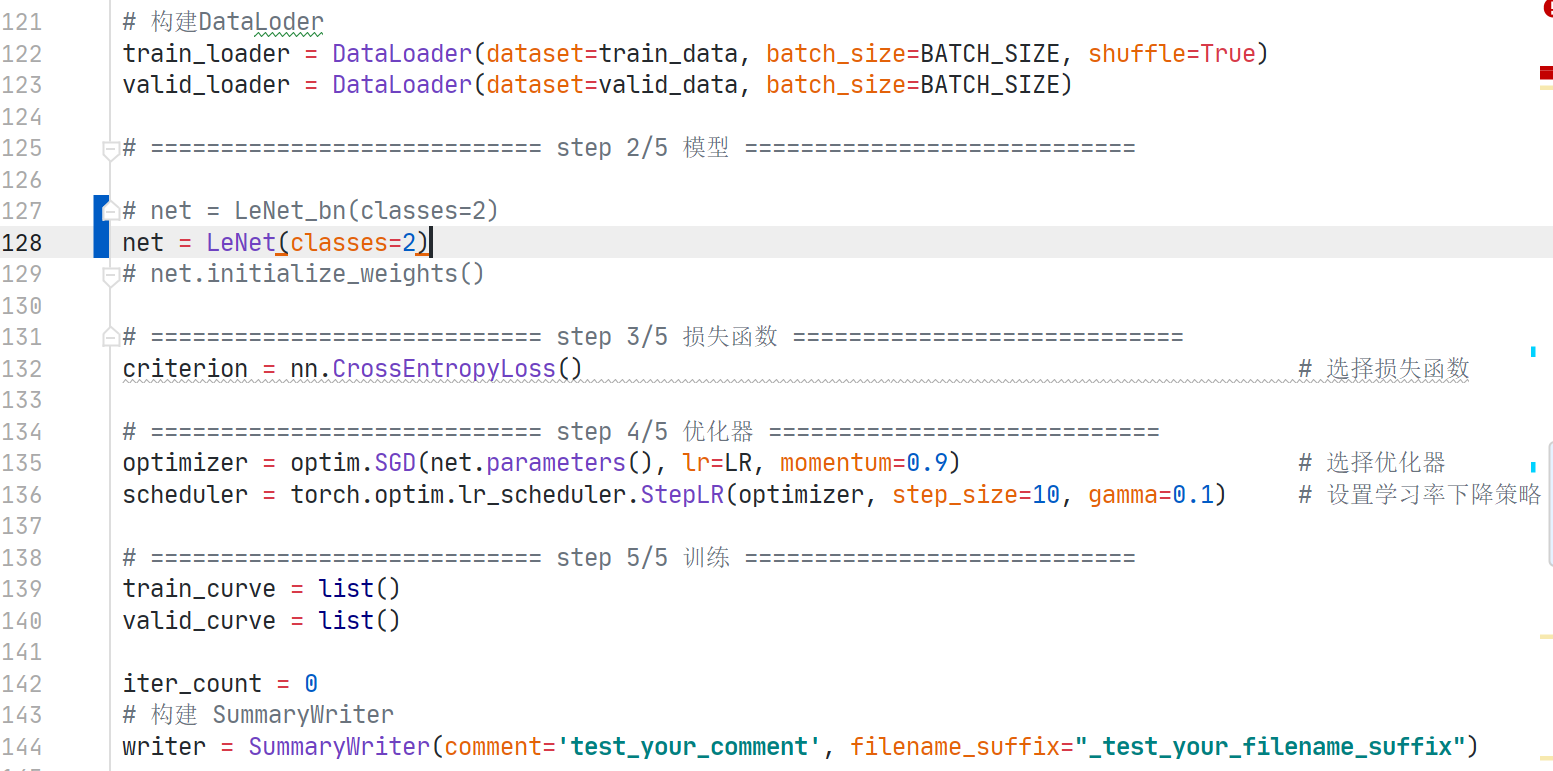 121 # 构建DataLoder
122 train_loader = DataLoader(dataset=train_data, batch_size=BATCH_SIZE, shuffle=True)
123 valid_loader = DataLoader(dataset=valid_data, batch_size=BATCH_SIZE)
124
125 # ============================ step 2/5 模型 ============================
126
127 # net = LeNet_bn(classes=2)
128 net = LeNet(classes=2)
129 # net.initialize_weights()
130
131 # ============================ step 3/5 损失函数 ============================
132 criterion = nn.CrossEntropyLoss() # 选择损失函数
133
134 # ============================ step 4/5 优化器 ============================
135 optimizer = optim.SGD(net.parameters(), lr=LR, momentum=0.9) # 选择优化器
136 scheduler = torch.optim.lr_scheduler.StepLR(optimizer, step_size=10, gamma=0.1) # 设置学习率下降策略
137
138 # ============================ step 5/5 训练 ============================
139 train_curve = list()
140 valid_curve = list()
141
142 iter_count = 0
143 # 构建 SummaryWriter
144 writer = SummaryWriter(comment='test_your_comment', filename_suffix="_test_your_filename_suffix")